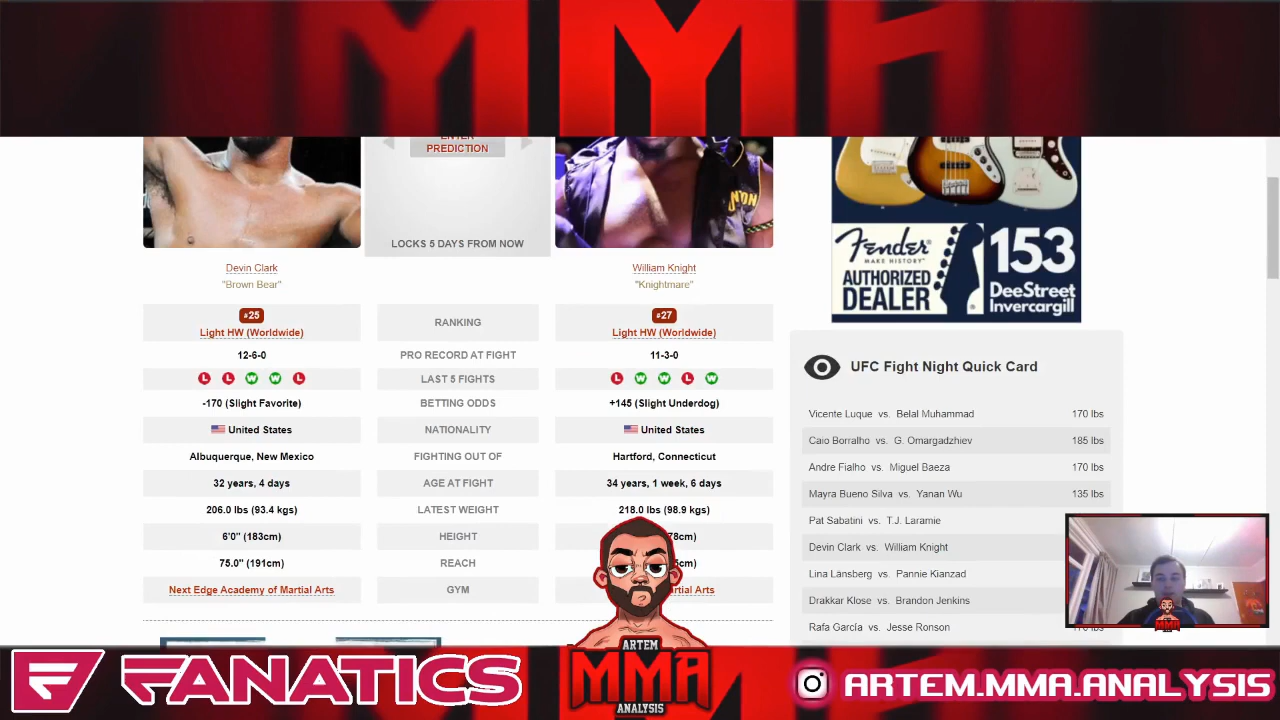 MMA
ENTER
PREDICTION
LOCKS 5 DAYS FROM NOW
Devin Clark
"Brown Bear"
William Knight
"Knightmare"
#25
Light HW (Worldwide)
RANKING
#27
Light HW (Worldwide)
12-6-0
PRO RECORD AT FIGHT
11-3-0
L L W W L
LAST 5 FIGHTS
L W W L W
-170 (Slight Favorite)
BETTING ODDS
+145 (Slight Underdog)
United States
NATIONALITY
United States
Albuquerque, New Mexico
FIGHTING OUT OF
Hartford, Connecticut
32 years, 4 days
AGE AT FIGHT
34 years, 1 week, 6 days
206.0 lbs (93.4 kgs)
LATEST WEIGHT
218.0 lbs (98.9 kgs)
6'0" (183cm)
HEIGHT
78cm)
75.0" (191cm)
REACH
cm)
Next Edge Academy of Martial Arts
GYM
rtial Arts
Fender
MAKE HISTORY
AUTHORIZED
DEALER
153
DeeStreet
Invercargill
UFC Fight Night Quick Card
Vicente Luque vs. Belal Muhammad 170 lbs
Caio Borralho vs. G. Omargadzhiev 185 lbs
Andre Fialho vs. Miguel Baeza 170 lbs
Mayra Bueno Silva vs. Yanan Wu 135 lbs
Pat Sabatini vs. T.J. Laramie
Devin Clark vs. William Knight
Lina Länsberg vs. Pannie Kianzad
Drakkar Klose vs. Brandon Jenkins
Rafa García vs. Jesse Ronson
FANATICS
ARTEM
MMA
ANALYSIS
ARTEM.MMA.ANALYSIS